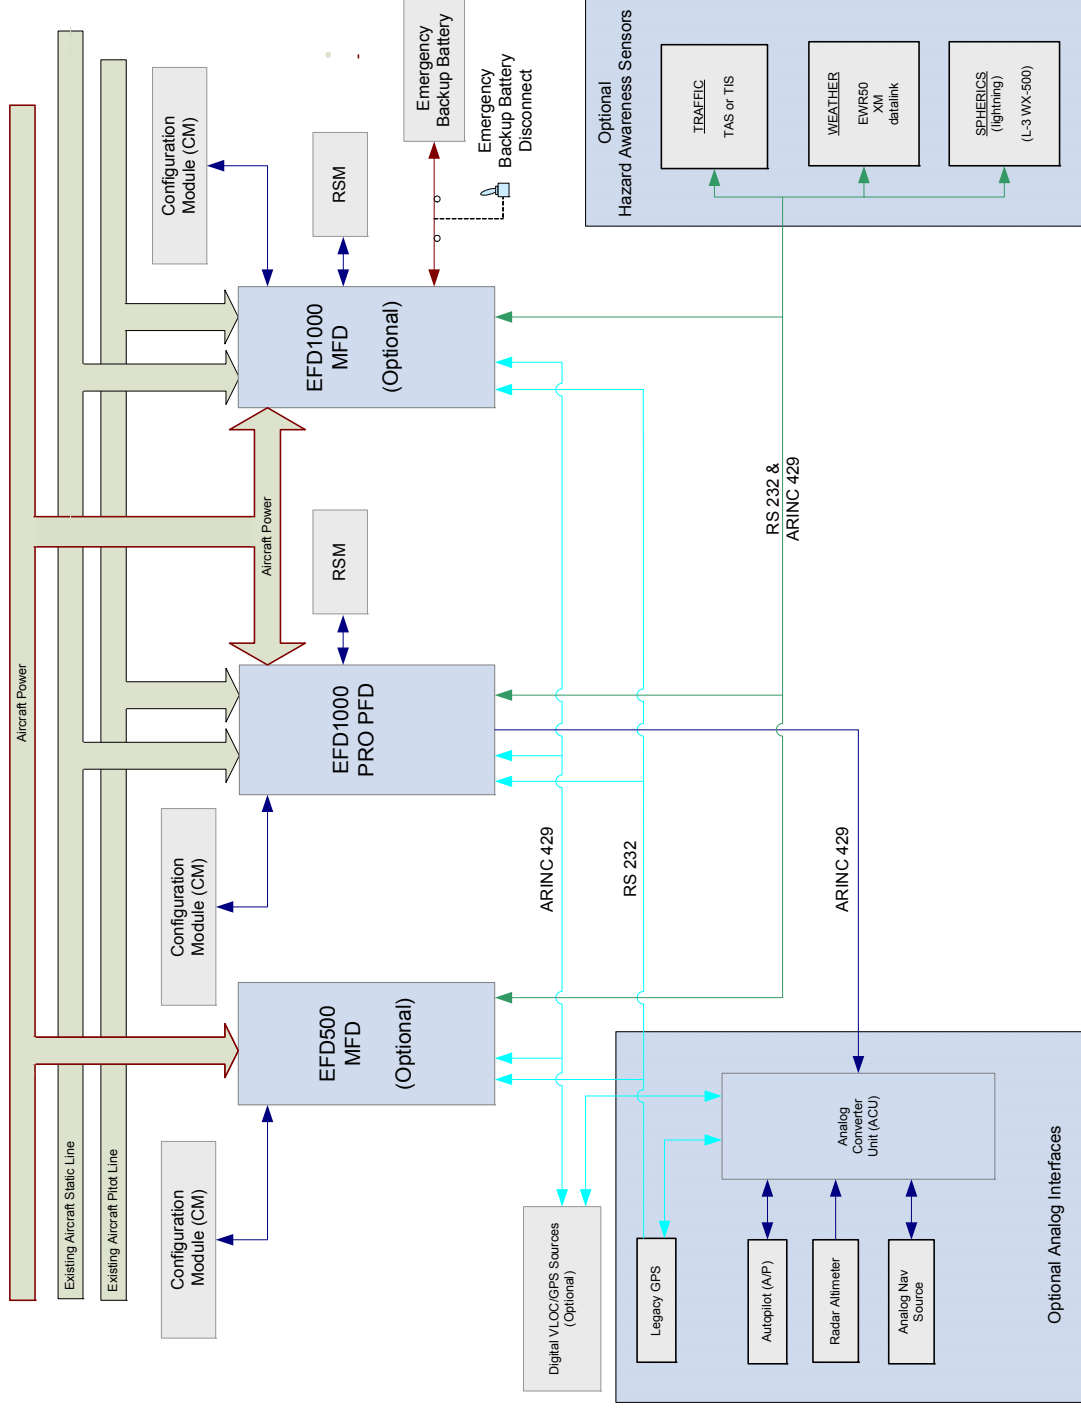 Aircraft Power
Existing Aircraft Static Line
Existing Aircraft Pitot Line
Configuration
Module (CM)
Configuration
Module (CM)
Configuration
Module (CM)
EFD500
MFD
(Optional)
EFD1000
PRO PFD
EFD1000
MFD
(Optional)
Aircraft Power
RSM
RSM
Emergency
Backup Battery
Emergency
Backup Battery
Disconnect
ARINC 429
RS 232
ARINC 429
RS 232 &
ARINC 429
Digital VLOC/GPS Sources
(Optional)
Legacy GPS
Autopilot (A/P)
Radar Altimeter
Analog Nav
Source
Analog
Converter
Unit (ACU)
Optional Analog Interfaces
Optional
Hazard Awareness Sensors
TRAFFIC
TAS or TIS
WEATHER
EWR50
XM
datalink
SPHERICS
(lightning)
(L-3 WX-500)